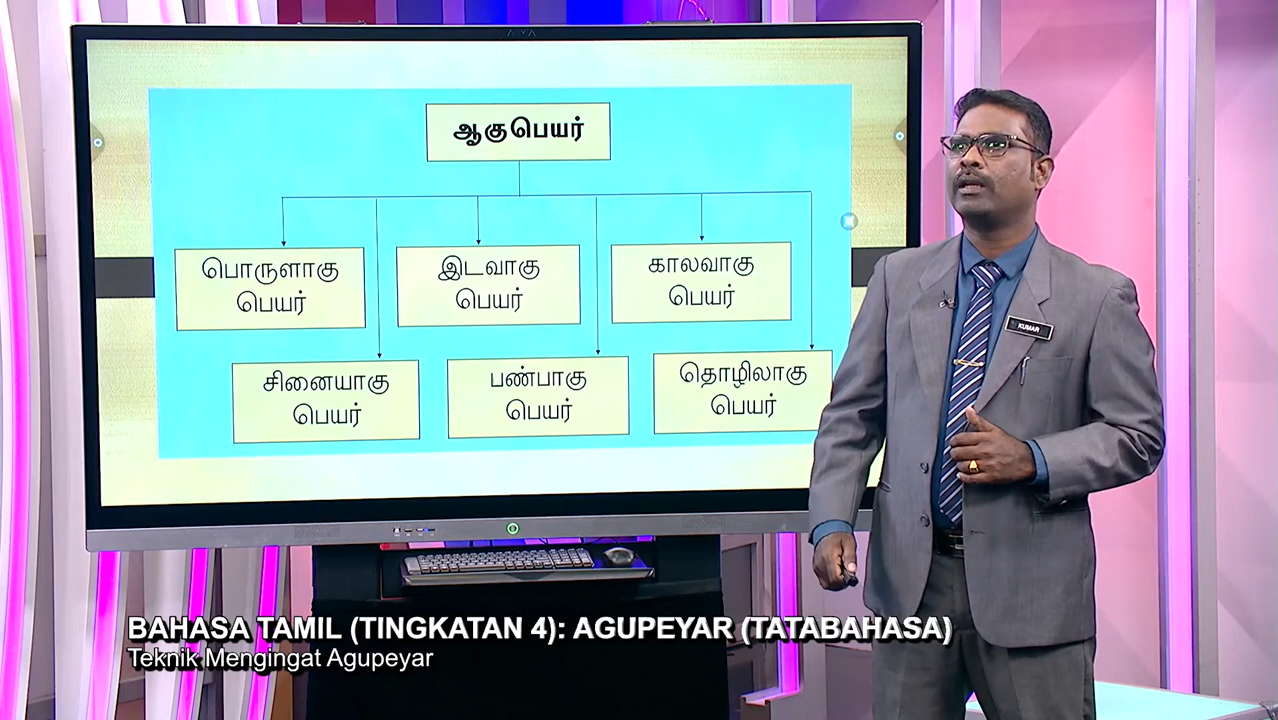 ஆகுபெயர்
பொருளாகு
பெயர்
இடவாகு
பெயர்
காலவாகு
பெயர்
சினையாகு
பெயர்
பண்பாகு
பெயர்
தொழிலாகு
பெயர்
KUMAR
BAHASA TAMIL (TINGKATAN 4): AGUPEYAR (TATABAHASA)
Teknik Mengingat Agupeyar